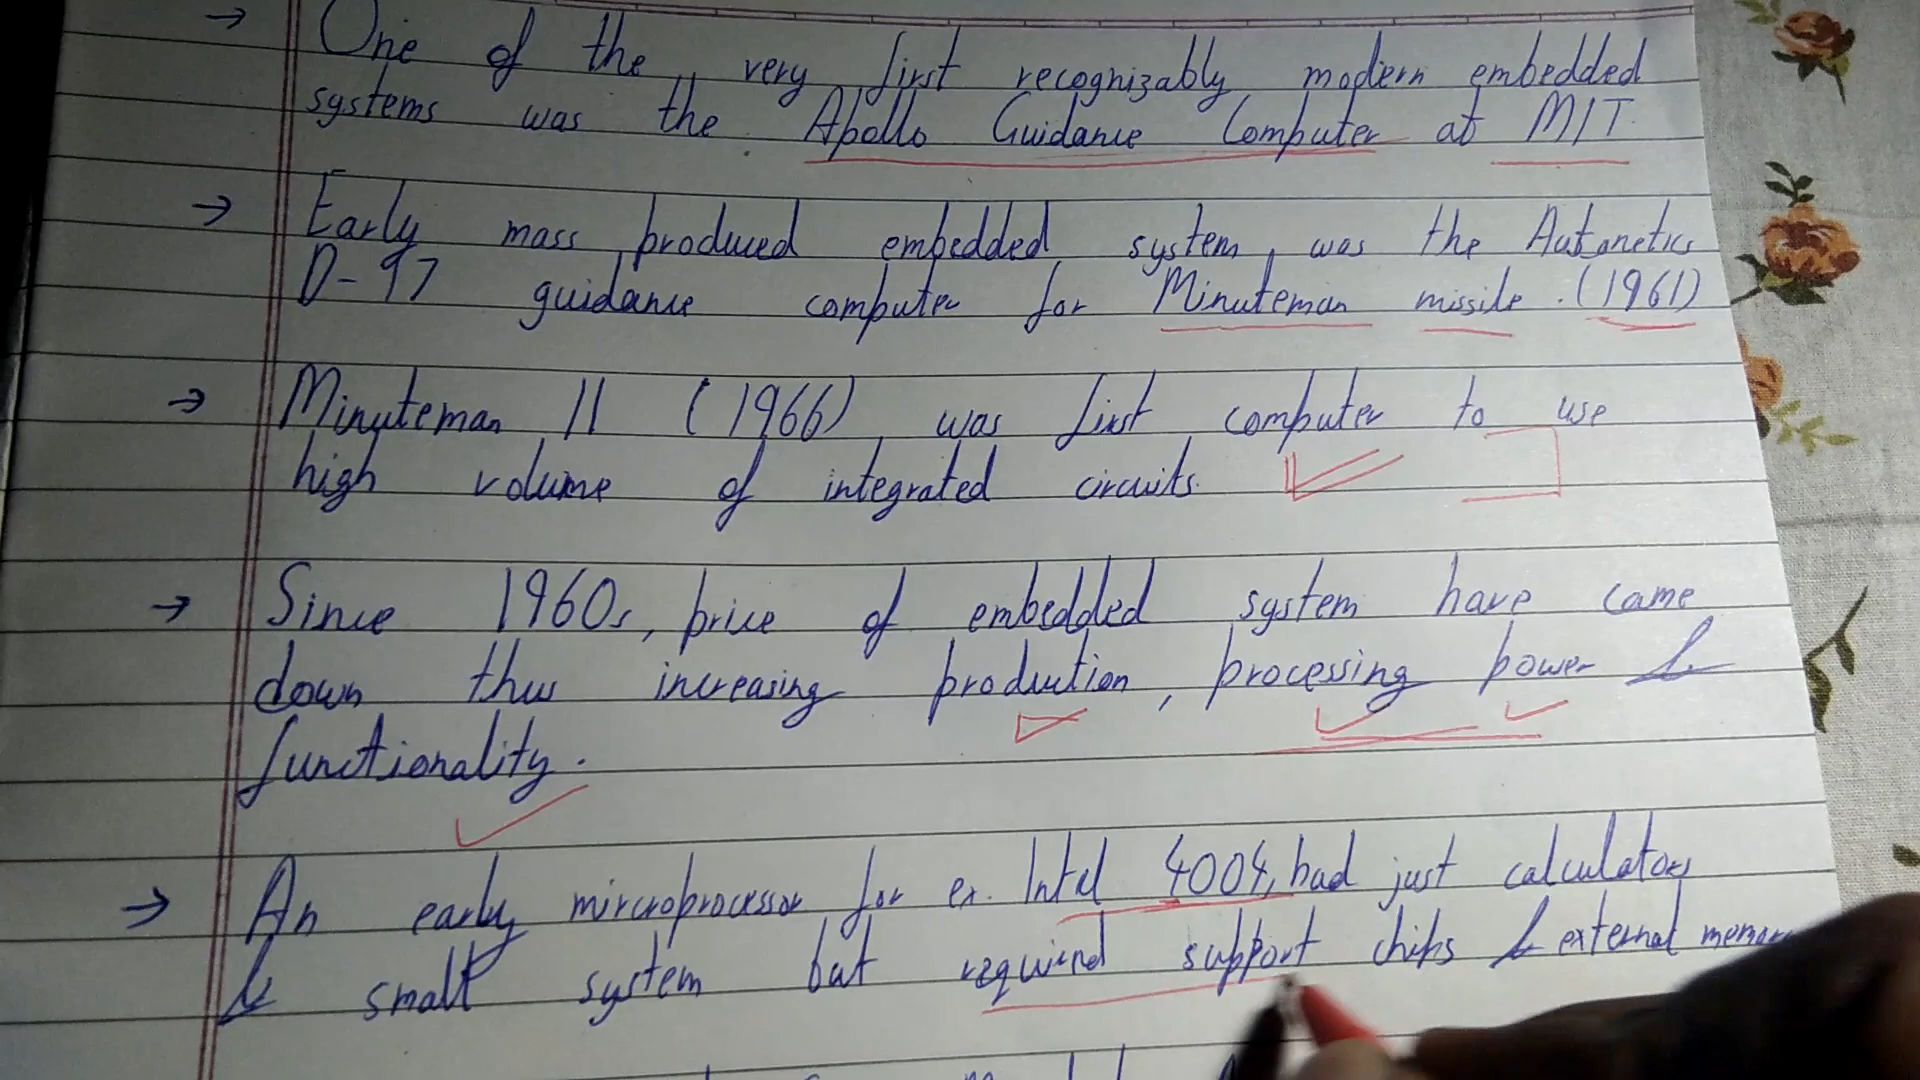 → One of the very first recognizably modern embedded
systems was the Apollo Guidance Computer at MIT.
→ Early mass produced embedded system, was the Autonetics
D-97 guidance computer for Minuteman missile. (1961)
→ Minuteman II (1966) was first computer to use
high volume of integrated circuits.
→ Since 1960s, price of embedded system have came
down thus increasing production, processing power &
functionality.
→ An early mircroprocessor for ex. Intel 4004, had just calculators
& small system but required support chips & external memory